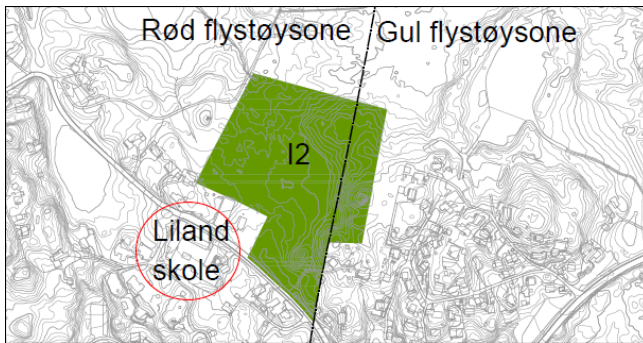 Rød flystøysone
Gul flystøysone
I2
Liland
skole